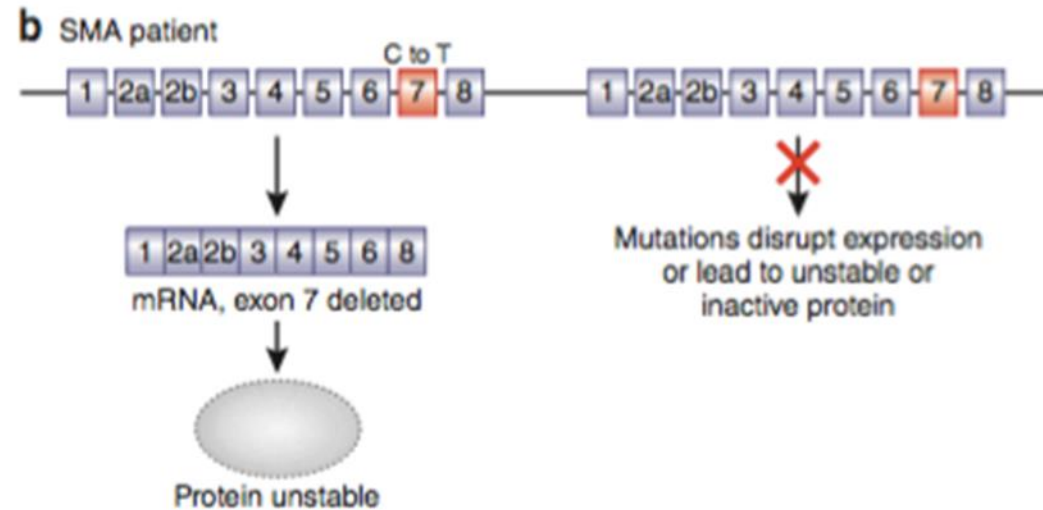 b SMA patient
C to T
1 2a 2b 3 4 5 6 7 8
1 2a 2b 3 4 5 6 7 8
1 2a 2b 3 4 5 6 8
mRNA, exon 7 deleted
Protein unstable
Mutations disrupt expression
or lead to unstable or
inactive protein